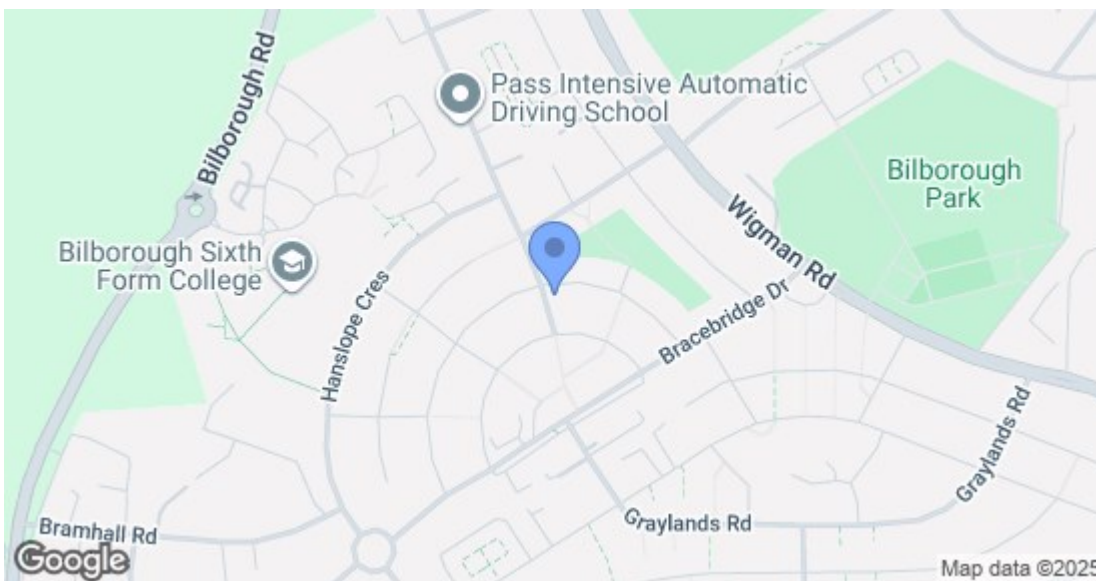 Bilborough Rd
Pass Intensive Automatic
Driving School
Bilborough
Park
Wigman Rd
Bilborough Sixth
Form College
Hanslope Cres
Bracebridge Dr
Graylands Rd
Graylands Rd
Bramhall Rd
Google
Map data ©2025